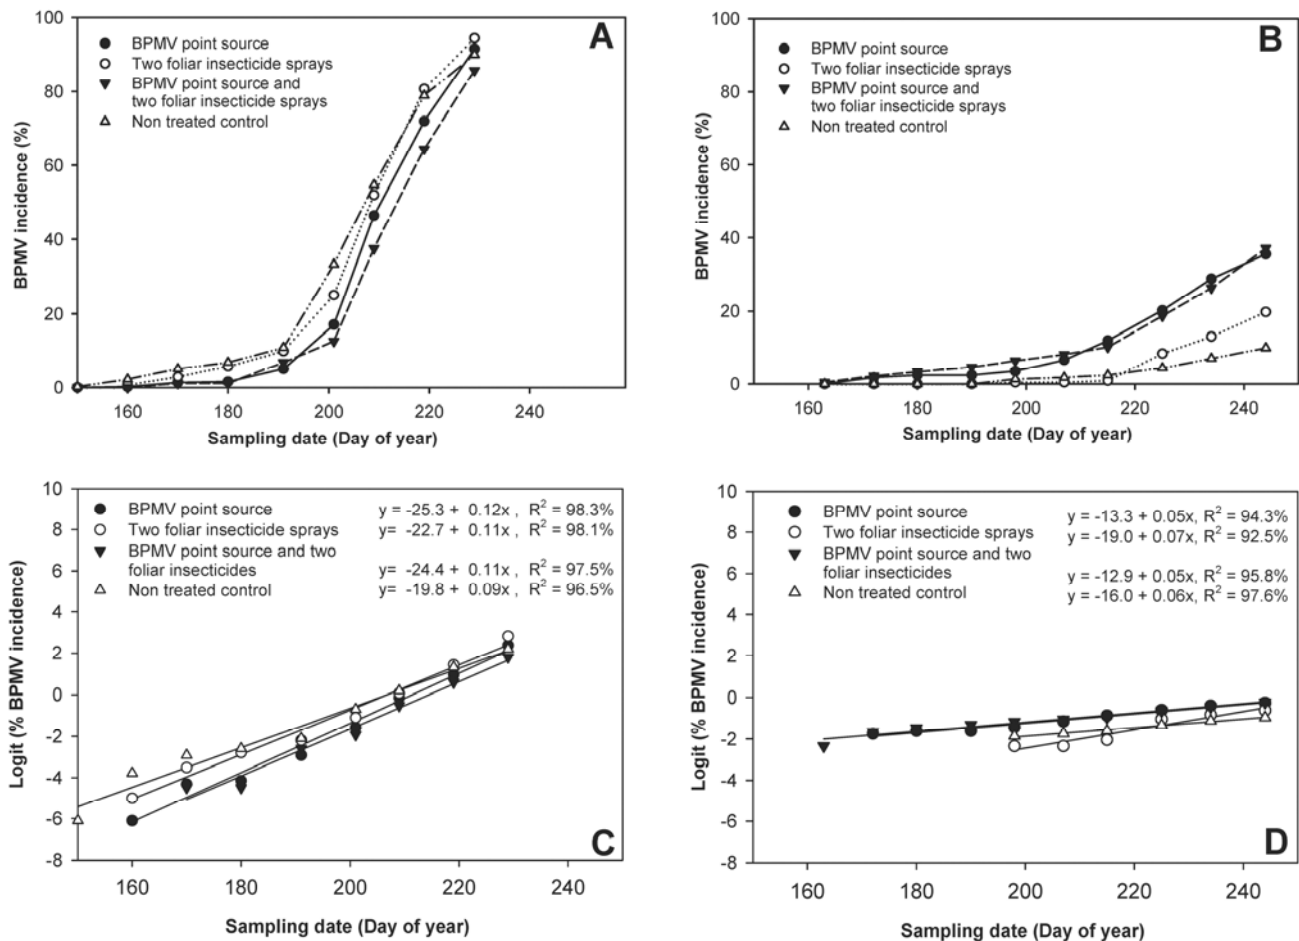 A
BPMV incidence (%)
100
80
60
40
20
0
BPMV point source
Two foliar insecticide sprays
BPMV point source and
two foliar insecticide sprays
Non treated control
160 180 200 220 240
Sampling date (Day of year)
B
BPMV incidence (%)
100
80
60
40
20
0
BPMV point source
Two foliar insecticide sprays
BPMV point source and
two foliar insecticide sprays
Non treated control
160 180 200 220 240
Sampling date (Day of year)
C
Logit (% BPMV incidence)
10
8
6
4
2
0
-2
-4
-6
-8
BPMV point source y = -25.3 + 0.12x , R² = 98.3%
Two foliar insecticide sprays y= -22.7 + 0.11x , R² = 98.1%
BPMV point source and two
foliar insecticides y= -24.4 + 0.11x , R² = 97.5%
Non treated control y= -19.8 + 0.09x , R² = 96.5%
160 180 200 220 240
Sampling date (Day of year)
D
Logit (% BPMV incidence)
10
8
6
4
2
0
-2
-4
-6
-8
BPMV point source y = -13.3 + 0.05x, R² = 94.3%
Two foliar insecticide sprays y = -19.0 + 0.07x, R² = 92.5%
BPMV point source and two
foliar insecticides y = -12.9 + 0.05x, R² = 95.8%
Non treated control y = -16.0 + 0.06x, R² = 97.6%
160 180 200 220 240
Sampling date (Day of year)